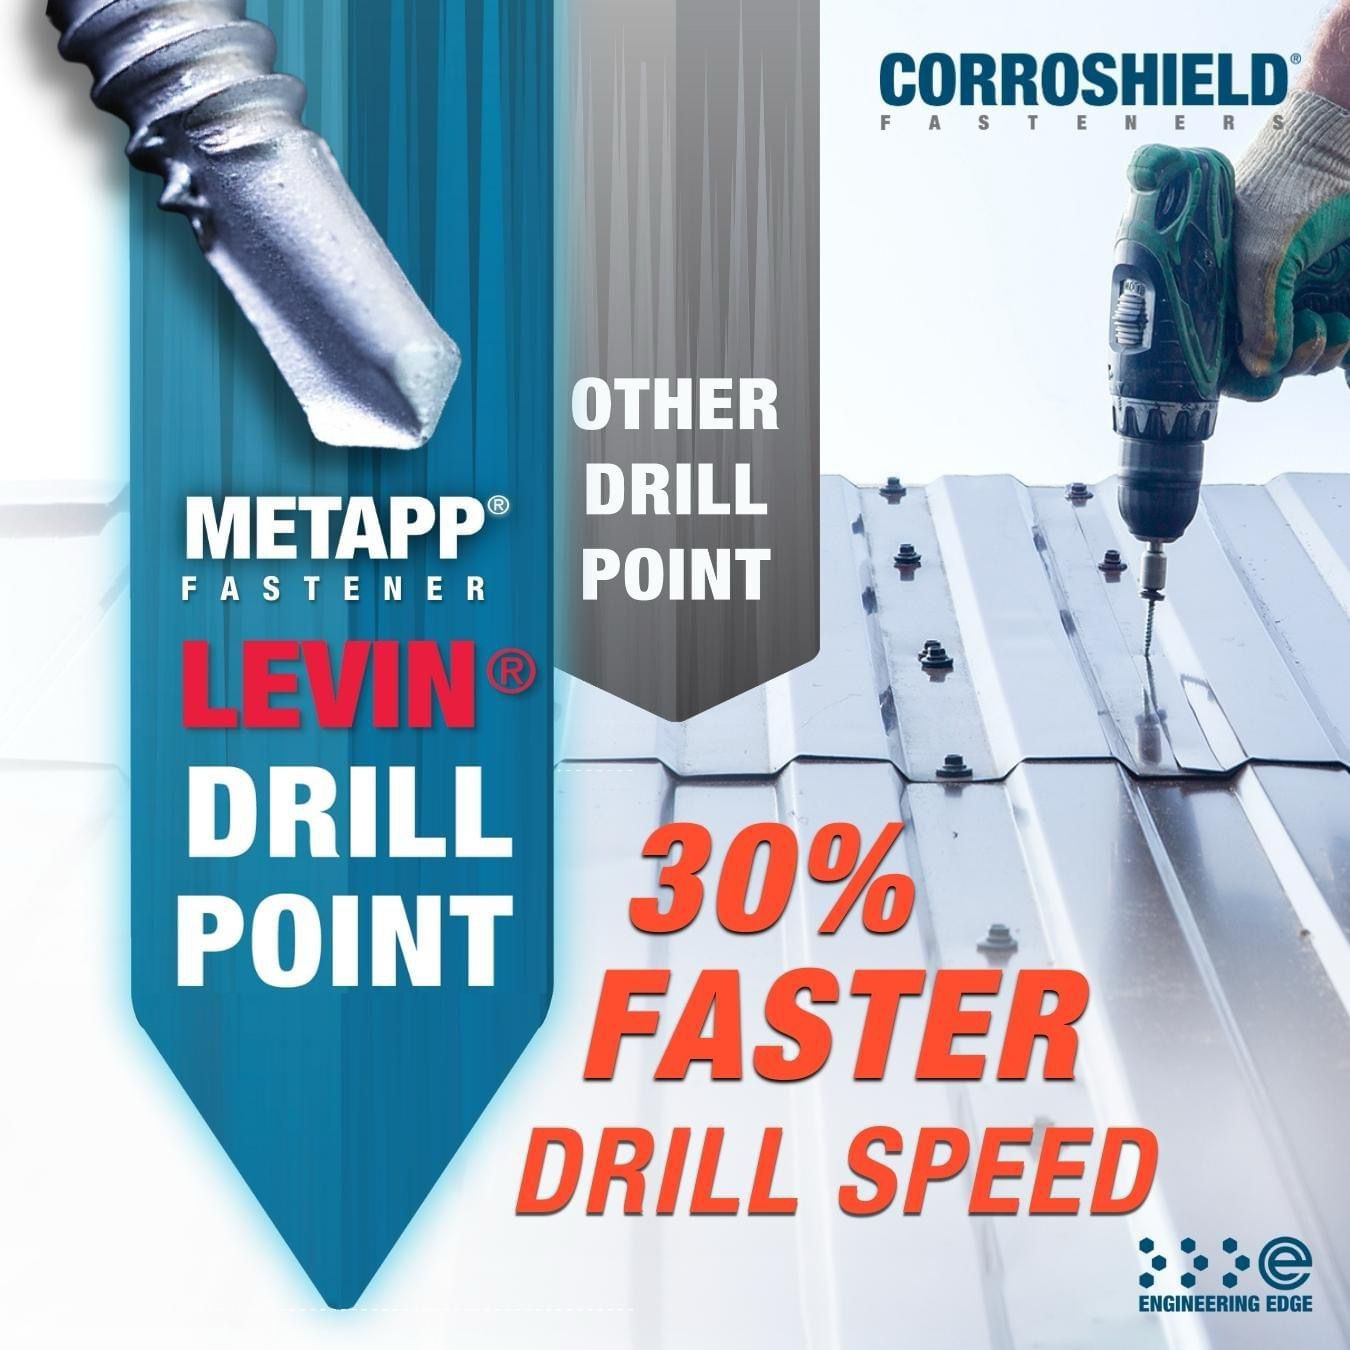 CORROSHIELD®
FASTENERS
OTHER
DRILL
POINT
METAPP®
FASTENER
LEVIN®
DRILL
POINT
30%
FASTER
DRILL SPEED
e
ENGINEERING EDGE